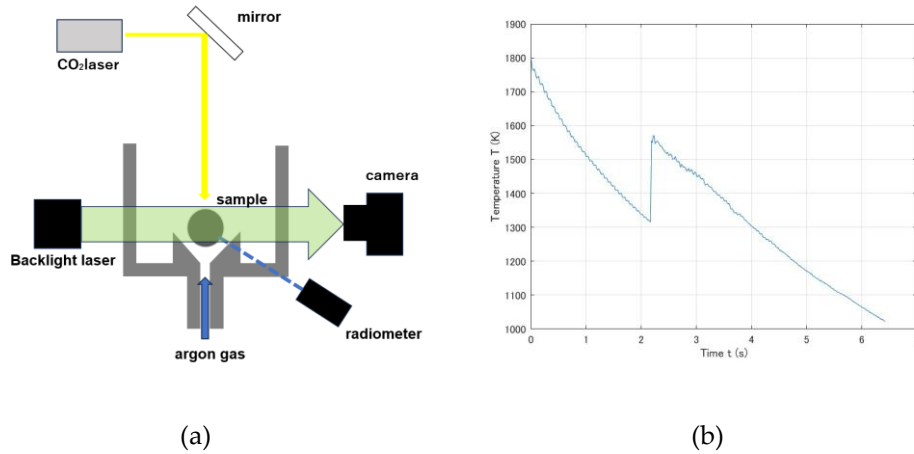 mirror
CO₂laser
sample
camera
Backlight laser
radiometer
argon gas
(a)
1900
1800
1700
1600
1500
1400
1300
1200
1100
1000
Temperature T (K)
0 1 2 3 4 5 6
Time t (s)
(b)